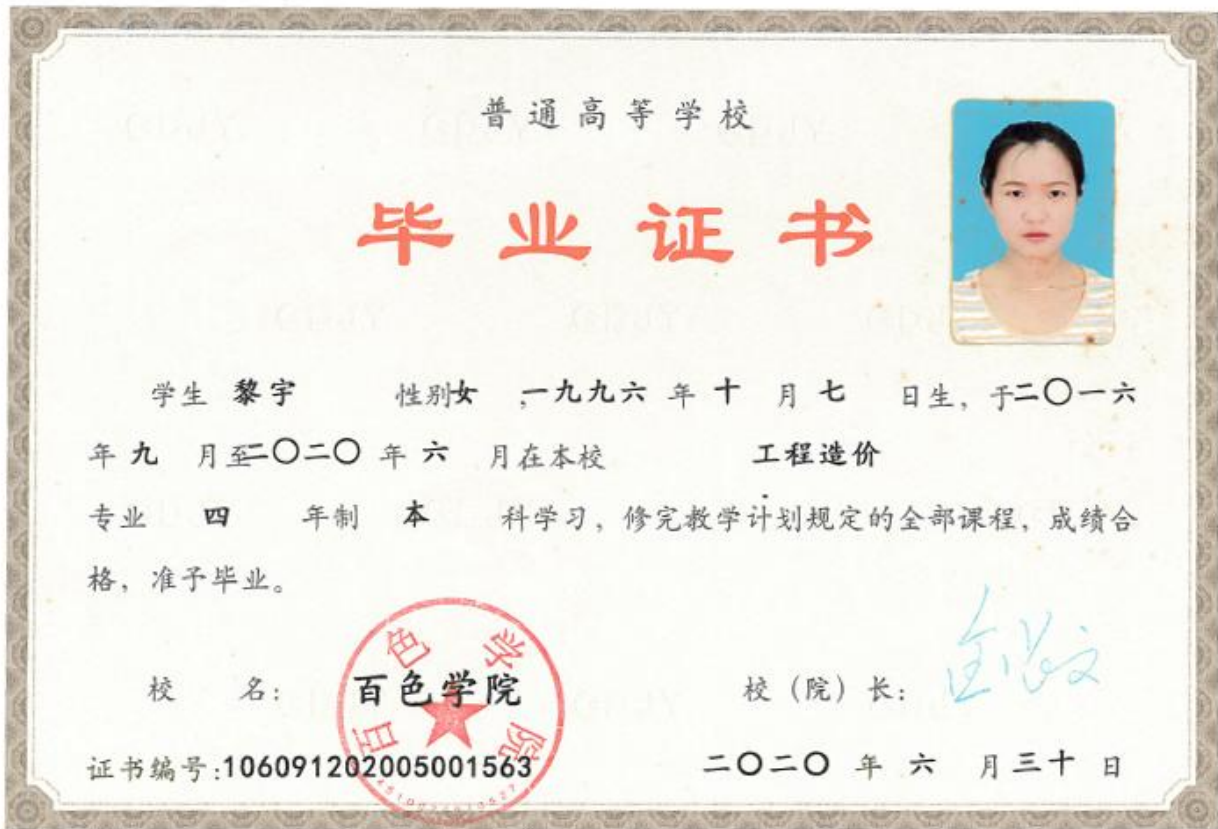 普通高等学校
毕业证书
学生 黎宇 性别女 ,一九九六 年 十 月 七 日生, 于二〇一六
年 九 月至二〇二〇 年 六 月在本校 工程造价
专业 四 年制 本 科学习, 修完教学计划规定的全部课程, 成绩合
格, 准予毕业。
百色学院
校 名: 百色学院 校 (院) 长:
证书编号:106091202005001563 二〇二〇 年 六 月 三十 日